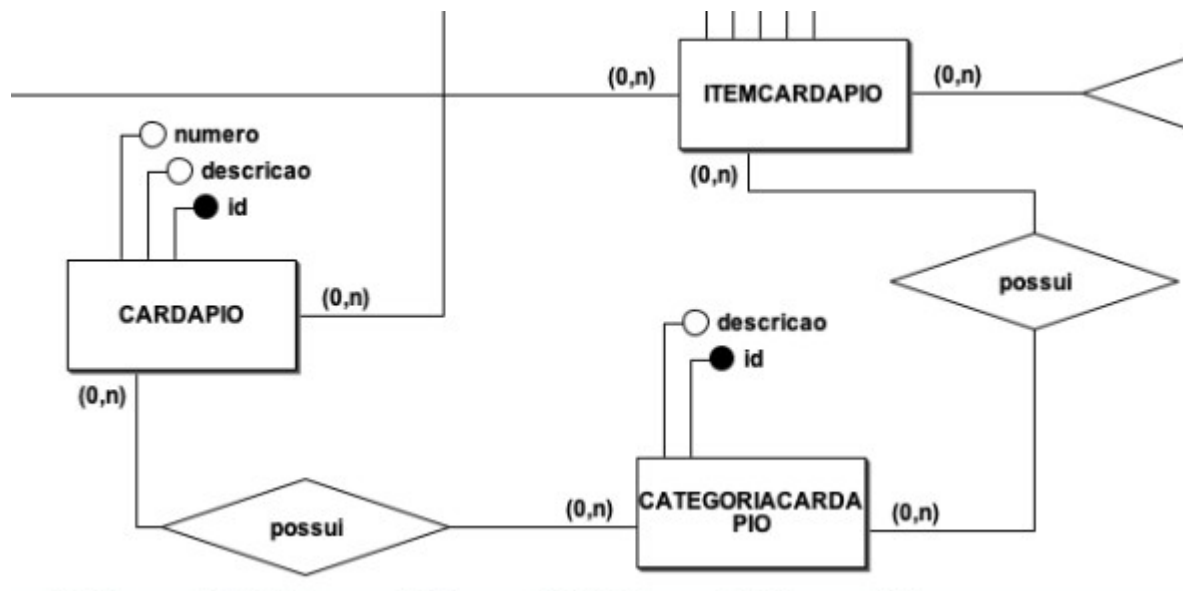 (0,n)
ITEMCARDAPIO
(0,n)
numero
descricao
(0,n)
id
possui
CARDAPIO
(0,n)
descricao
id
(0,n)
CATEGORIACARDA
PIO
(0,n)
(0,n)
possui